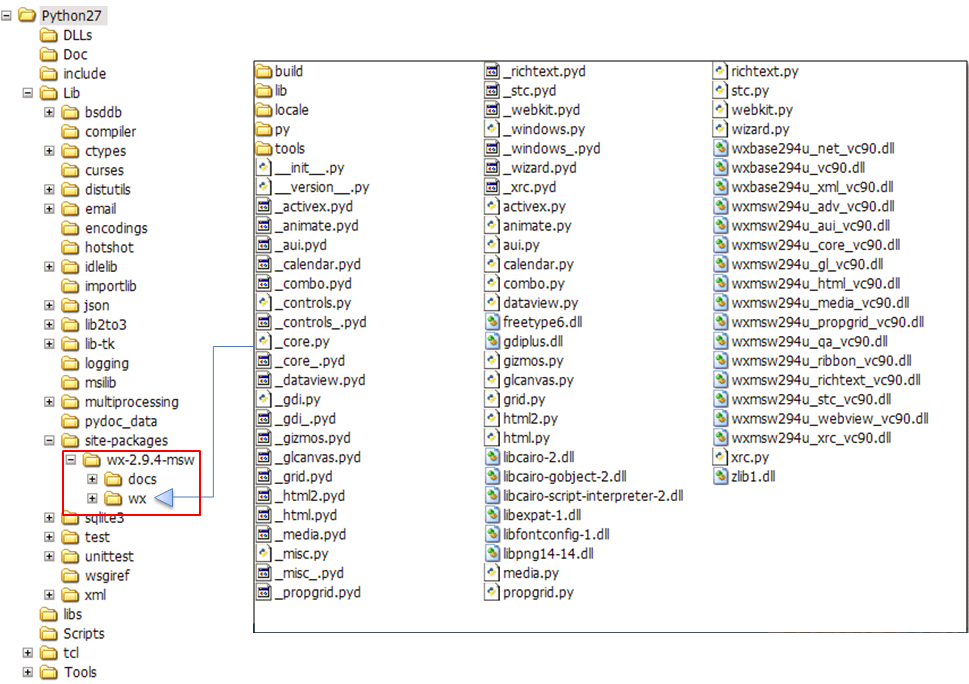 Python27
DLLs
Doc
include
Lib
bsddb
compiler
ctypes
curses
distutils
email
encodings
hotshot
idlelib
importlib
json
lib2to3
lib-tk
logging
msilib
multiprocessing
pydoc_data
site-packages
wx-2.9.4-msw
docs
wx
sqlite3
test
unittest
wsgiref
xml
libs
Scripts
tcl
Tools
build
lib
locale
py
tools
__init__.py
__version__.py
_activex.pyd
_animate.pyd
_aui.pyd
_calendar.pyd
_combo.pyd
_controls.py
_controls_.pyd
_core.py
_core_.pyd
_dataview.pyd
_gdi.py
_gdi_.pyd
_gizmos.pyd
_glcanvas.pyd
_grid.pyd
_html2.pyd
_html.pyd
_media.pyd
_misc.py
_misc_.pyd
_propgrid.pyd
_richtext.pyd
_stc.pyd
_webkit.pyd
_windows.py
_windows_.pyd
_wizard.pyd
_xrc.pyd
activex.py
animate.py
aui.py
calendar.py
combo.py
dataview.py
freetype6.dll
gdiplus.dll
gizmos.py
glcanvas.py
grid.py
html2.py
html.py
libcairo-2.dll
libcairo-gobject-2.dll
libcairo-script-interpreter-2.dll
libexpat-1.dll
libfontconfig-1.dll
libpng14-14.dll
media.py
propgrid.py
richtext.py
stc.py
webkit.py
wizard.py
wxbase294u_net_vc90.dll
wxbase294u_vc90.dll
wxbase294u_xml_vc90.dll
wxmsw294u_adv_vc90.dll
wxmsw294u_aui_vc90.dll
wxmsw294u_core_vc90.dll
wxmsw294u_gl_vc90.dll
wxmsw294u_html_vc90.dll
wxmsw294u_media_vc90.dll
wxmsw294u_propgrid_vc90.dll
wxmsw294u_qa_vc90.dll
wxmsw294u_ribbon_vc90.dll
wxmsw294u_richtext_vc90.dll
wxmsw294u_stc_vc90.dll
wxmsw294u_webview_vc90.dll
wxmsw294u_xrc_vc90.dll
xrc.py
zlib1.dll